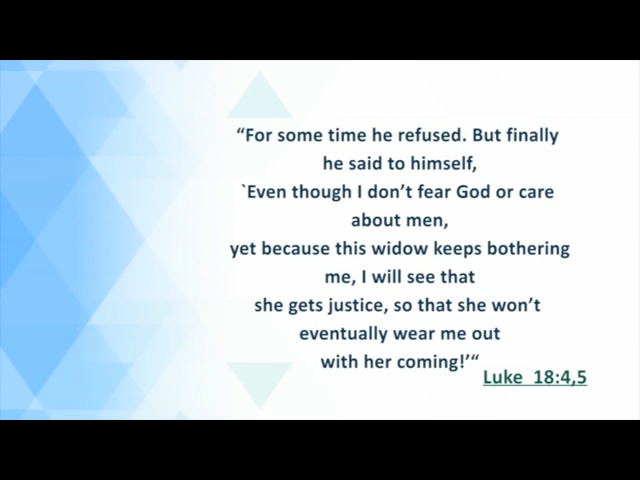 “For some time he refused. But finally
he said to himself,
`Even though I don’t fear God or care
about men,
yet because this widow keeps bothering
me, I will see that
she gets justice, so that she won’t
eventually wear me out
with her coming!’“
Luke  18:4,5